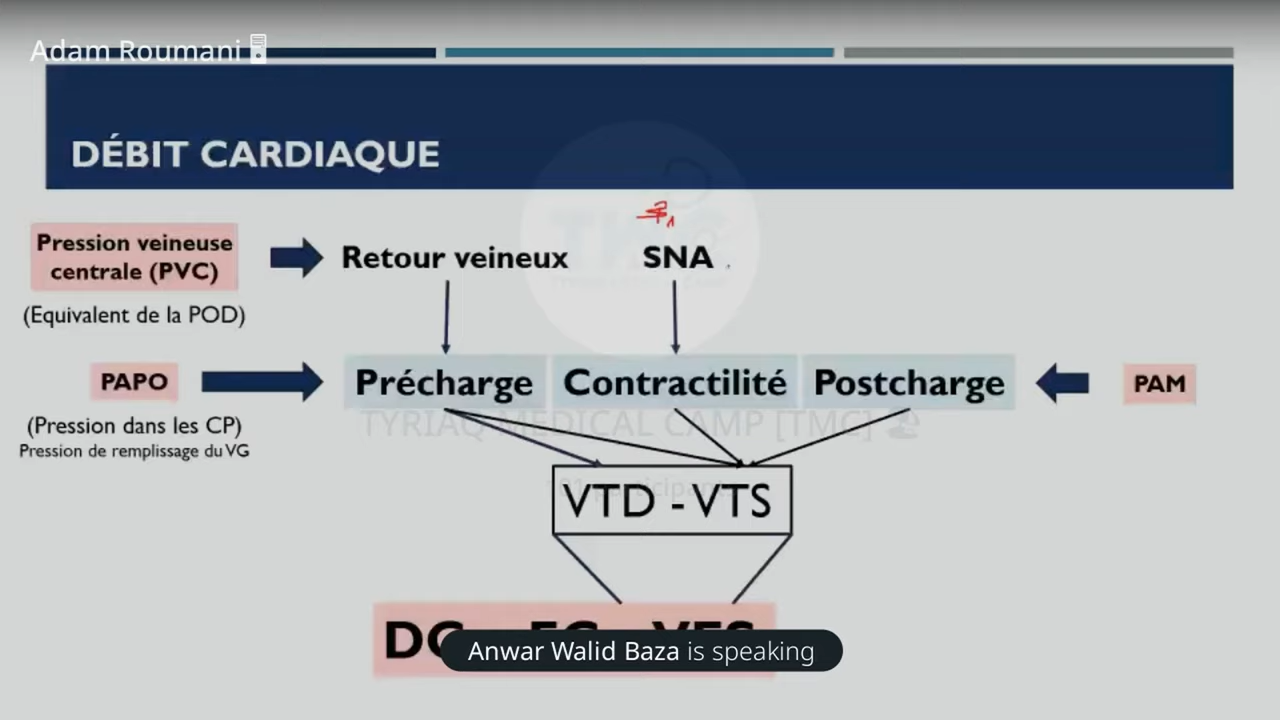 Adam Roumani
DÉBIT CARDIAQUE
Pression veineuse
centrale (PVC)
Retour veineux
SNA
(Equivalent de la POD)
PAPO
Précharge
Contractilité
Postcharge
PAM
(Pression dans les CP)
Pression de remplissage du VG
TYRIAQ MEDICAL CAMP [TMC]
VTD - VTS
Anwar Walid Baza is speaking